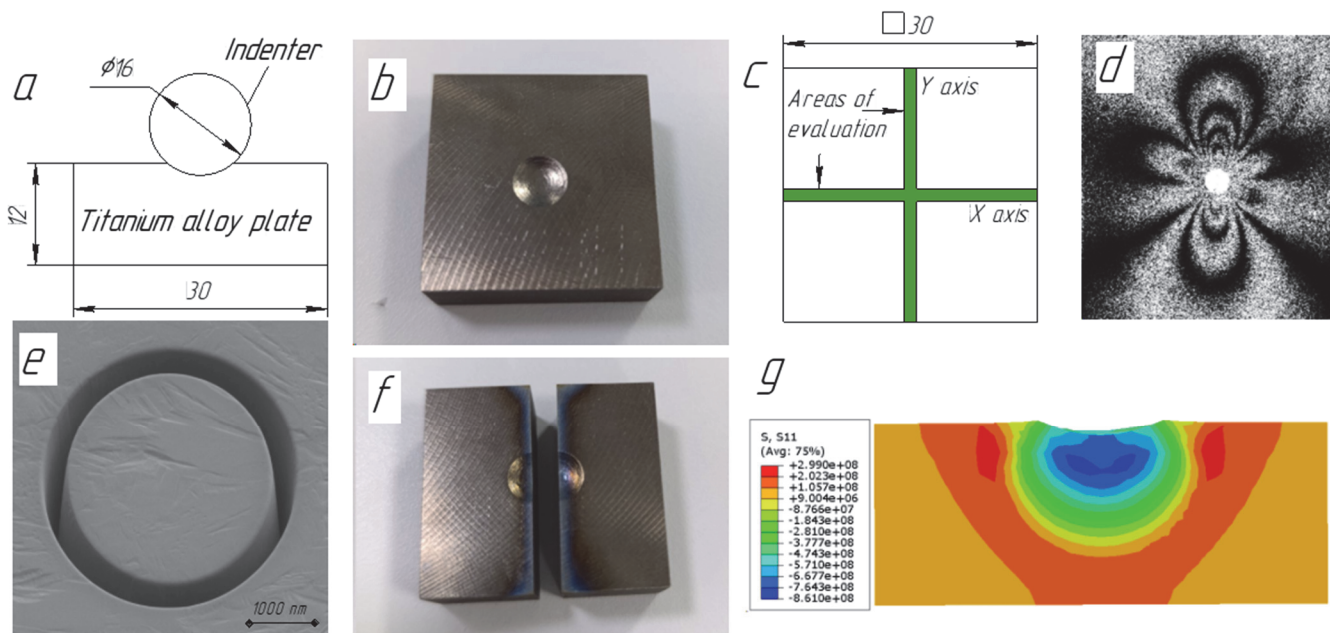 a
Indenter
ϕ16
12
Titanium alloy plate
30
b
c
□ 30
Y axis
Areas of
evaluation
X axis
d
e
1000 nm
f
g
S, S11
(Avg: 75%)
+2.990e+08
+2.023e+08
+1.057e+08
+9.004e+06
-8.766e+07
-1.843e+08
-2.810e+08
-3.777e+08
-4.743e+08
-5.710e+08
-6.677e+08
-7.643e+08
-8.610e+08